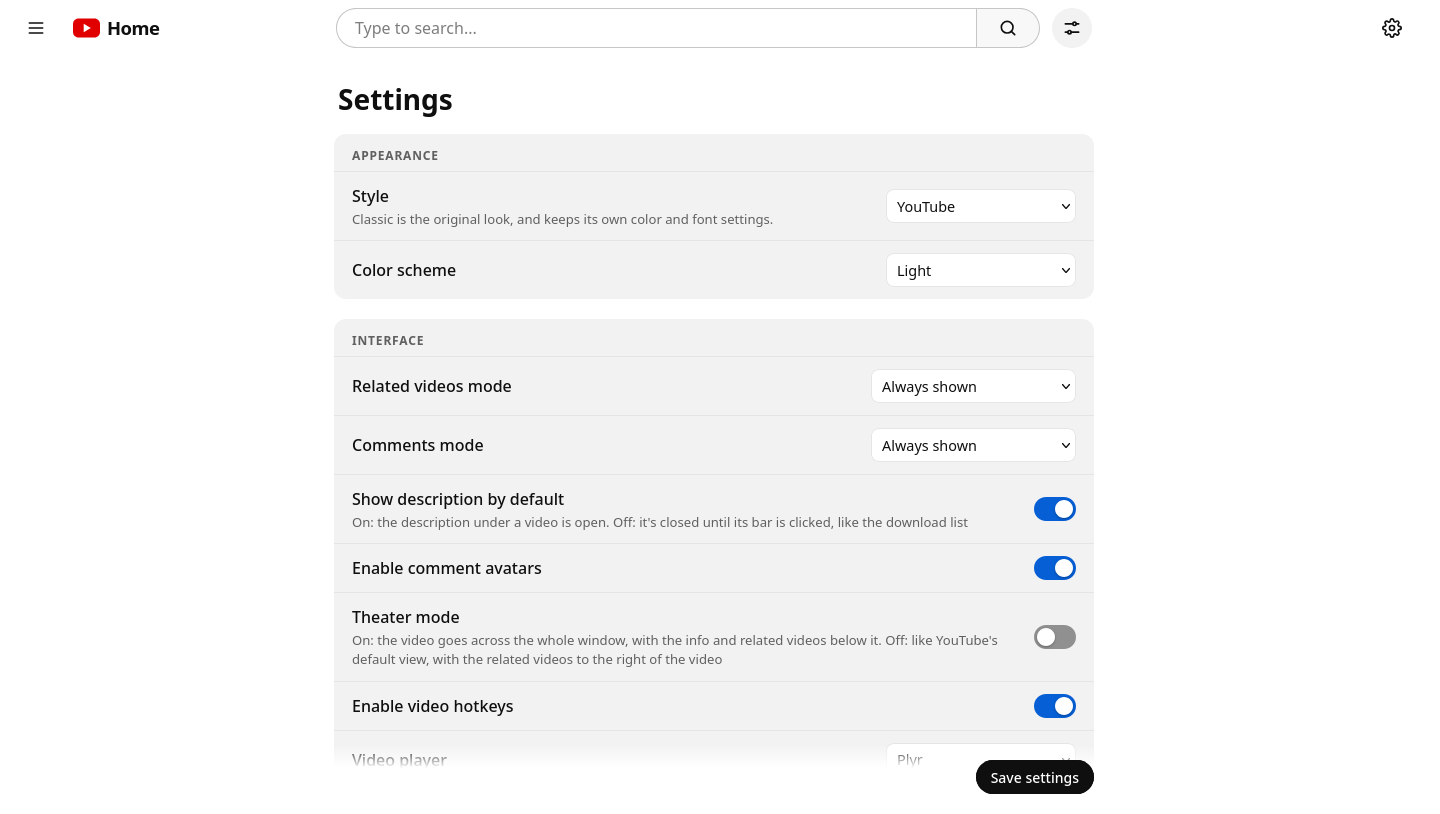 Home
Type to search...
Settings
APPEARANCE
Style
YouTube
Classic is the original look, and keeps its own color and font settings.
Color scheme
Light
INTERFACE
Related videos mode
Always shown
Comments mode
Always shown
Show description by default
On: the description under a video is open. Off: it's closed until its bar is clicked, like the download list
Enable comment avatars
Theater mode
On: the video goes across the whole window, with the info and related videos below it. Off: like YouTube's
default view, with the related videos to the right of the video
Enable video hotkeys
Video player
Plyr
Save settings